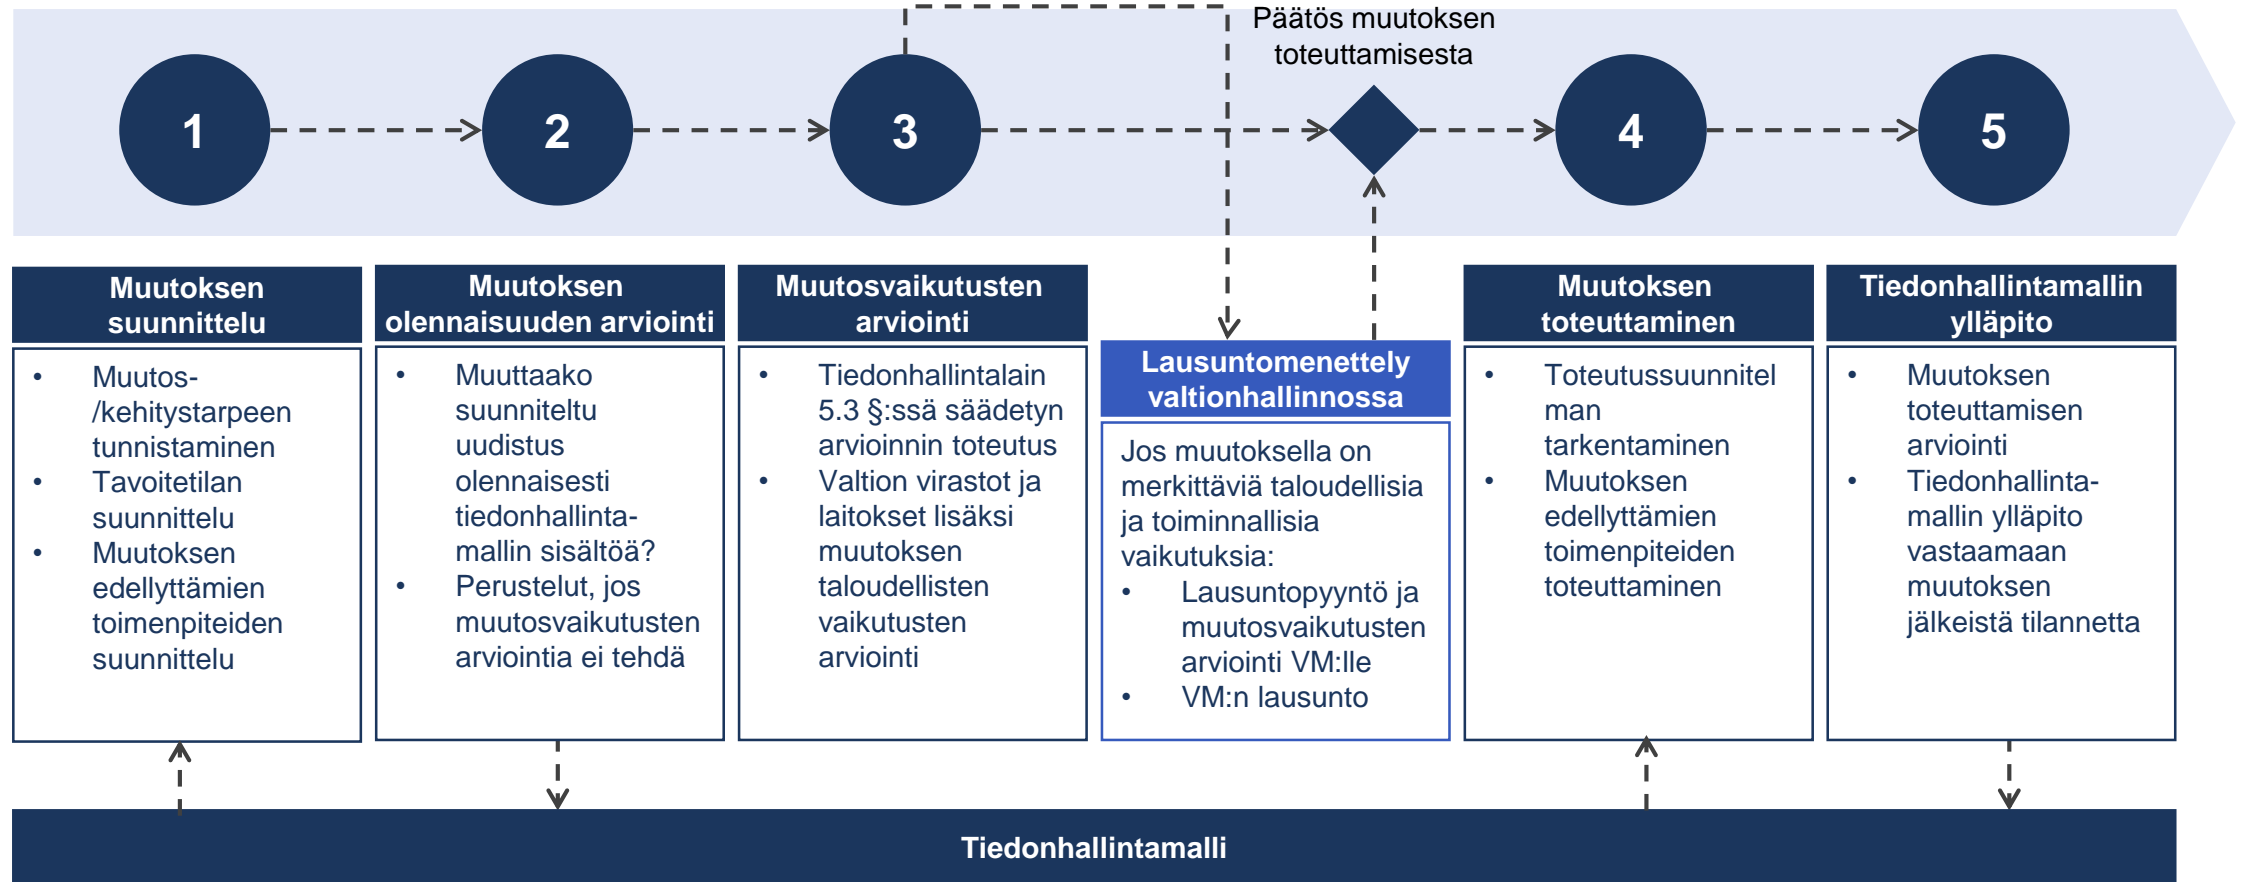 Päätös muutoksen
toteuttamisesta
1
2
3
4
5
Muutoksen
suunnittelu
• Muutos-
/kehitystarpeen
tunnistaminen
• Tavoitetilan
suunnittelu
• Muutoksen
edellyttämien
toimenpiteiden
suunnittelu
Muutoksen
olennaisuuden arviointi
• Muuttaako
suunniteltu
uudistus
olennaisesti
tiedonhallinta-
mallin sisältöä?
• Perustelut, jos
muutosvaikutusten
arviointia ei tehdä
Muutosvaikutusten
arviointi
• Tiedonhallintalain
5.3 §:ssä säädetyn
arvioinnin toteutus
• Valtion virastot ja
laitokset lisäksi
muutoksen
taloudellisten
vaikutusten
arviointi
Lausuntomenettely
valtionhallinnossa
Jos muutoksella on
merkittäviä taloudellisia
ja toiminnallisia
vaikutuksia:
• Lausuntopyyntö ja
muutosvaikutusten
arviointi VM:lle
• VM:n lausunto
Muutoksen
toteuttaminen
• Toteutussuunnitel
man
tarkentaminen
• Muutoksen
edellyttämien
toimenpiteiden
toteuttaminen
Tiedonhallintamallin
ylläpito
• Muutoksen
toteuttamisen
arviointi
• Tiedonhallinta-
mallin ylläpito
vastaamaan
muutoksen
jälkeistä tilannetta
Tiedonhallintamalli